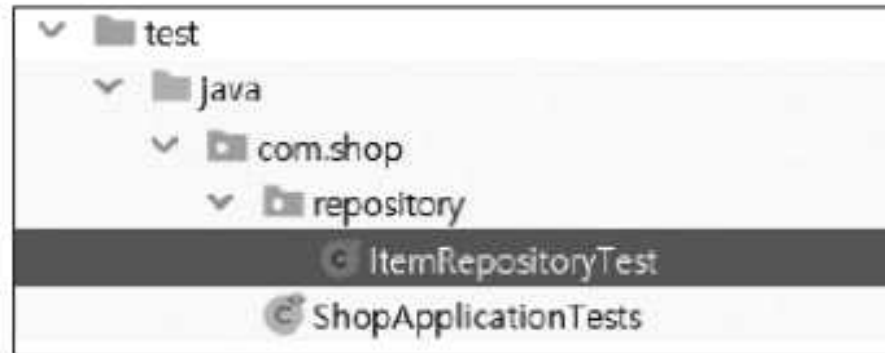 test
java
com.shop
repository
ItemRepositoryTest
ShopApplicationTests